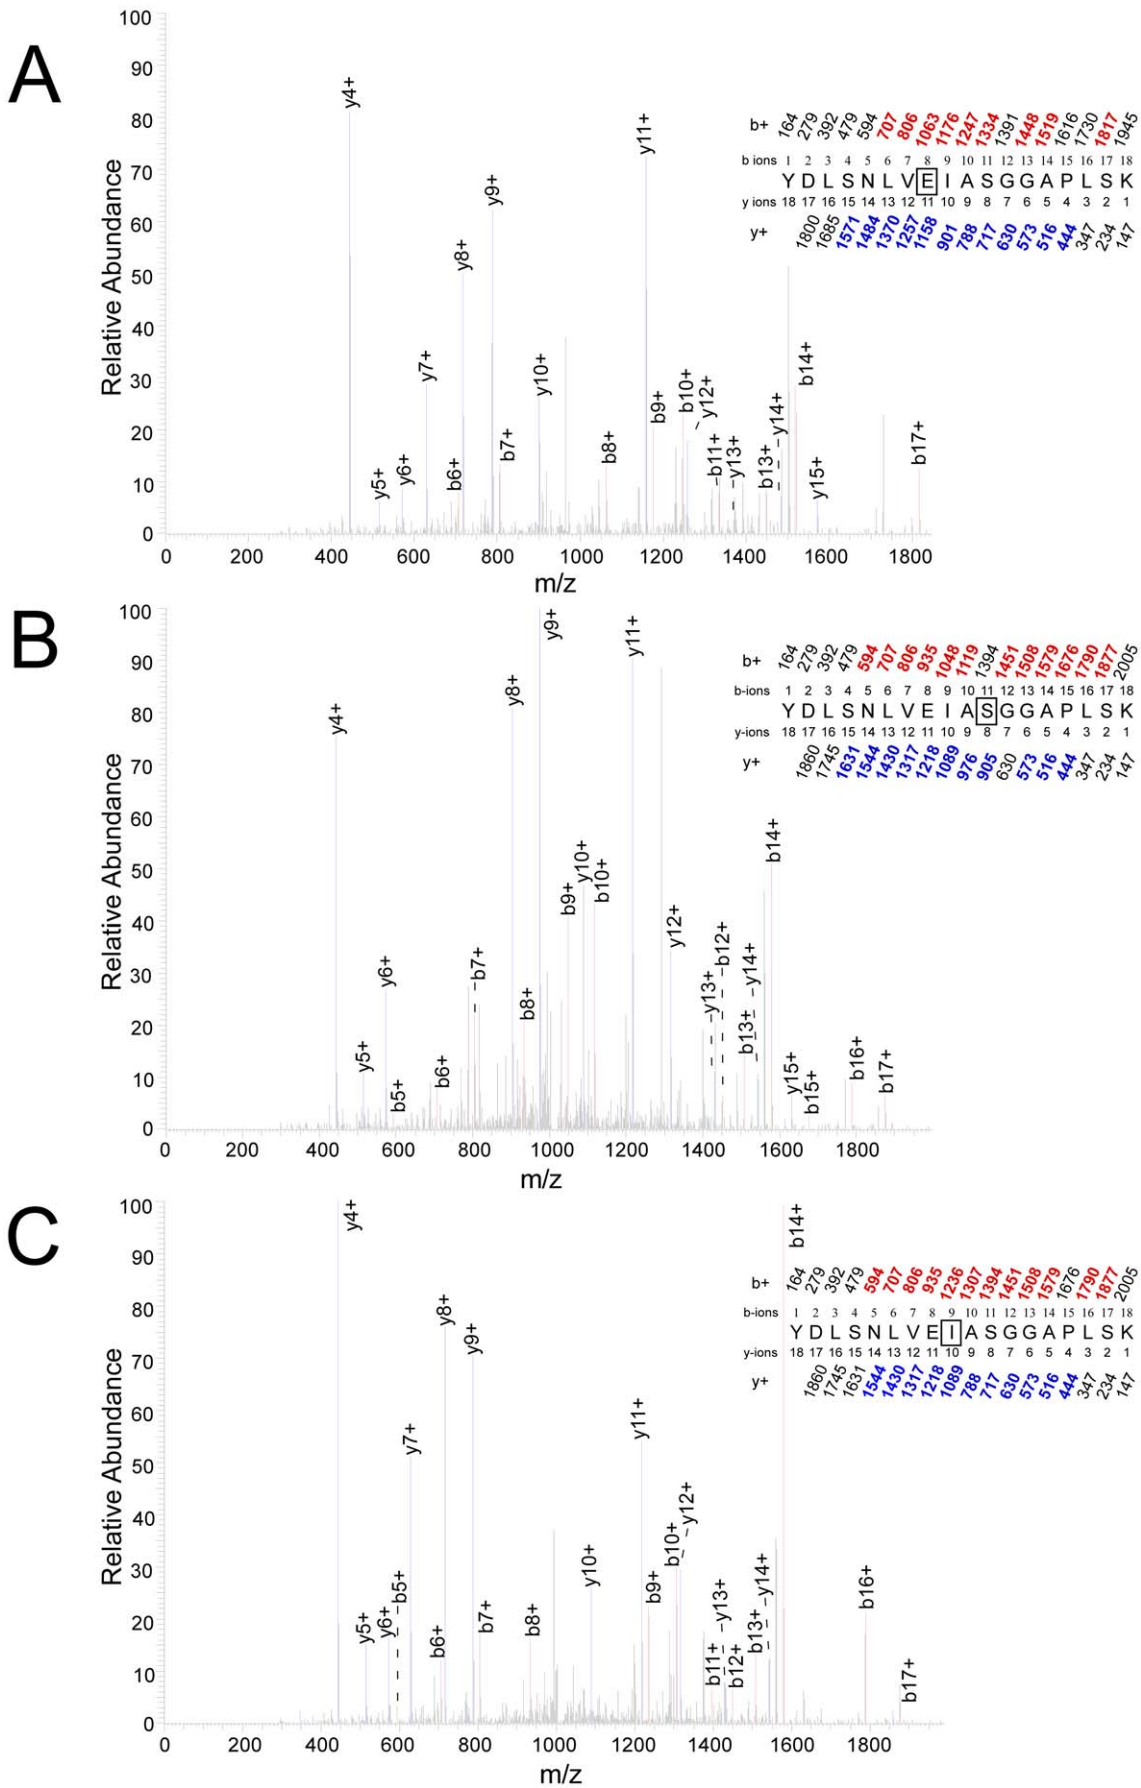 A
100
90
80
70
60
50
40
30
20
10
0
Relative Abundance
0 200 400 600 800 1000 1200 1400 1600 1800
m/z
y4+
y5+
y6+
y7+
b6+
y8+
y9+
b7+
y10+
b8+
y11+
b9+
b10+
y12+
b11+
y13+
b13+
y14+
b14+
y15+
b17+
b+ 164 279 392 479 594 707 806 1063 1176 1247 1334 1391 1448 1519 1616 1730 1817 1945
b ions 1 2 3 4 5 6 7 8 9 10 11 12 13 14 15 16 17 18
Y D L S N L V E I A S G G A P L S K
y ions 18 17 16 15 14 13 12 11 10 9 8 7 6 5 4 3 2 1
y+ 1800 1685 1571 1484 1370 1257 1158 901 788 717 630 573 516 444 347 234 147
B
100
90
80
70
60
50
40
30
20
10
0
Relative Abundance
0 200 400 600 800 1000 1200 1400 1600 1800
m/z
y4+
y5+
y6+
b5+
b6+
b7+
y8+
b8+
y9+
b9+
y10+
b10+
y11+
y12+
y13+
b12+
b13+
y14+
b14+
y15+
b15+
b16+
b17+
b+ 164 279 392 479 594 707 806 935 1048 1119 1394 1451 1508 1579 1676 1790 1877 2005
b-ions 1 2 3 4 5 6 7 8 9 10 11 12 13 14 15 16 17 18
Y D L S N L V E I A S G G A P L S K
y-ions 18 17 16 15 14 13 12 11 10 9 8 7 6 5 4 3 2 1
y+ 1860 1745 1631 1544 1430 1317 1218 1089 976 905 630 573 516 444 347 234 147
C
100
90
80
70
60
50
40
30
20
10
0
Relative Abundance
0 200 400 600 800 1000 1200 1400 1600 1800
m/z
y4+
y5+
y6+
b5+
y7+
b6+
y8+
y9+
b7+
b8+
y10+
y11+
b9+
b10+
y12+
b11+
y13+
b12+
b13+
y14+
b14+
b16+
b17+
b+ 164 279 392 479 594 707 806 935 1236 1307 1394 1451 1508 1579 1676 1790 1877 2005
b-ions 1 2 3 4 5 6 7 8 9 10 11 12 13 14 15 16 17 18
Y D L S N L V E I A S G G A P L S K
y-ions 18 17 16 15 14 13 12 11 10 9 8 7 6 5 4 3 2 1
y+ 1860 1745 1631 1544 1430 1317 1218 1089 788 717 630 573 516 444 347 234 147